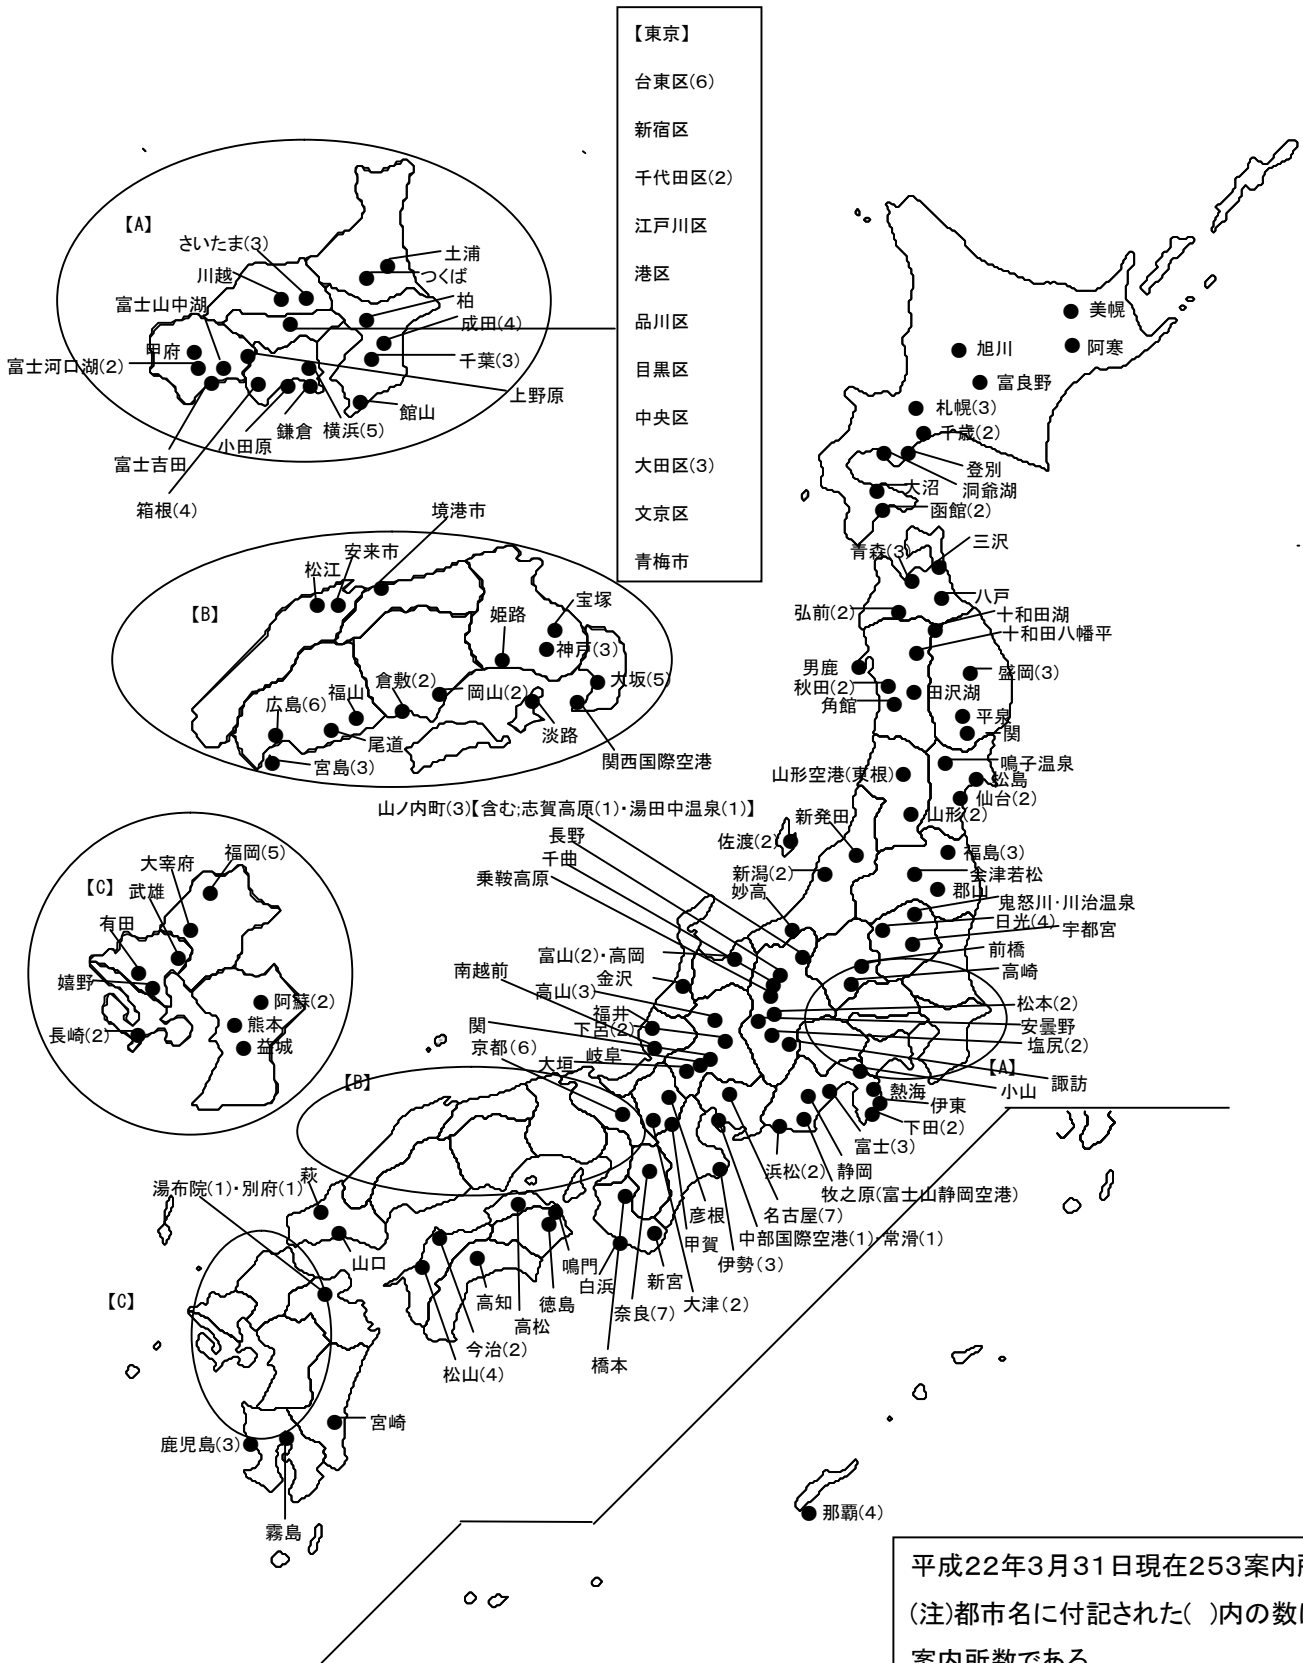 【東京】
台東区(6)
新宿区
千代田区(2)
江戸川区
港区
品川区
目黒区
中央区
大田区(3)
文京区
青梅市
【A】
さいたま(3)
川越
富士山中湖
甲府
富士河口湖(2)
富士吉田
箱根(4)
小田原
鎌倉
横浜(5)
館山
上野原
千葉(3)
成田(4)
柏
つくば
土浦
【B】
境港市
安来市
松江
宝塚
姫路
神戸(3)
倉敷(2)
岡山(2)
大坂(5)
福山
広島(6)
尾道
淡路
宮島(3)
関西国際空港
【C】
福岡(5)
大宰府
武雄
有田
嬉野
長崎(2)
阿蘇(2)
熊本
益城
美幌
旭川
阿寒
富良野
札幌(3)
千歳(2)
登別
洞爺湖
大沼
函館(2)
青森(3)
三沢
八戸
弘前(2)
十和田湖
十和田八幡平
男鹿
盛岡(3)
秋田(2)
田沢湖
角館
平泉
関
鳴子温泉
山形空港(東根)
松島
仙台(2)
山形(2)
山ノ内町(3)【含む;志賀高原(1)・湯田中温泉(1)】
新発田
長野
佐渡(2)
千曲
福島(3)
乗鞍高原
新潟(2)
会津若松
妙高
郡山
鬼怒川・川治温泉
日光(4)
宇都宮
前橋
富山(2)・高岡
高崎
南越前
金沢
高山(3)
松本(2)
福井
安曇野
下呂(2)
関
塩尻(2)
京都(6)
岐阜
大垣
【A】
諏訪
【B】
小山
熱海
伊東
下田(2)
富士(3)
静岡
浜松(2)
牧之原(富士山静岡空港)
名古屋(7)
彦根
中部国際空港(1)・常滑(1)
甲賀
伊勢(3)
萩
湯布院(1)・別府(1)
山口
鳴門
白浜
新宮
大津(2)
奈良(7)
【C】
高知
徳島
高松
今治(2)
橋本
松山(4)
宮崎
鹿児島(3)
霧島
那覇(4)
平成22年3月31日現在253案内所
(注)都市名に付記された( )内の数は
案内所数である